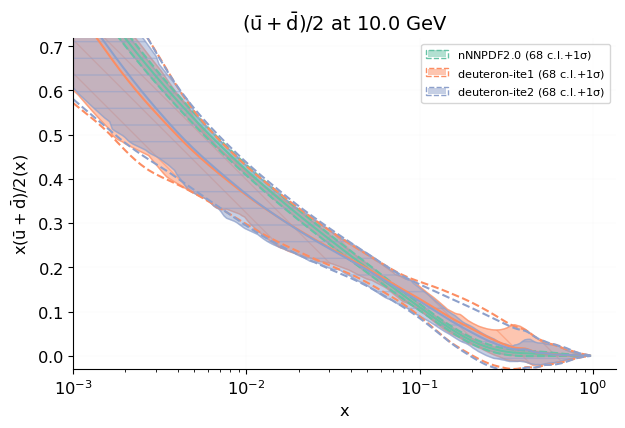 (ū + d̄)/2 at 10.0 GeV
x(ū + d̄)/2(x)
0.7
0.6
0.5
0.4
0.3
0.2
0.1
0.0
nNNPDF2.0 (68 c.l.+1σ)
deuteron-ite1 (68 c.l.+1σ)
deuteron-ite2 (68 c.l.+1σ)
10⁻³ 10⁻² 10⁻¹ 10⁰
x